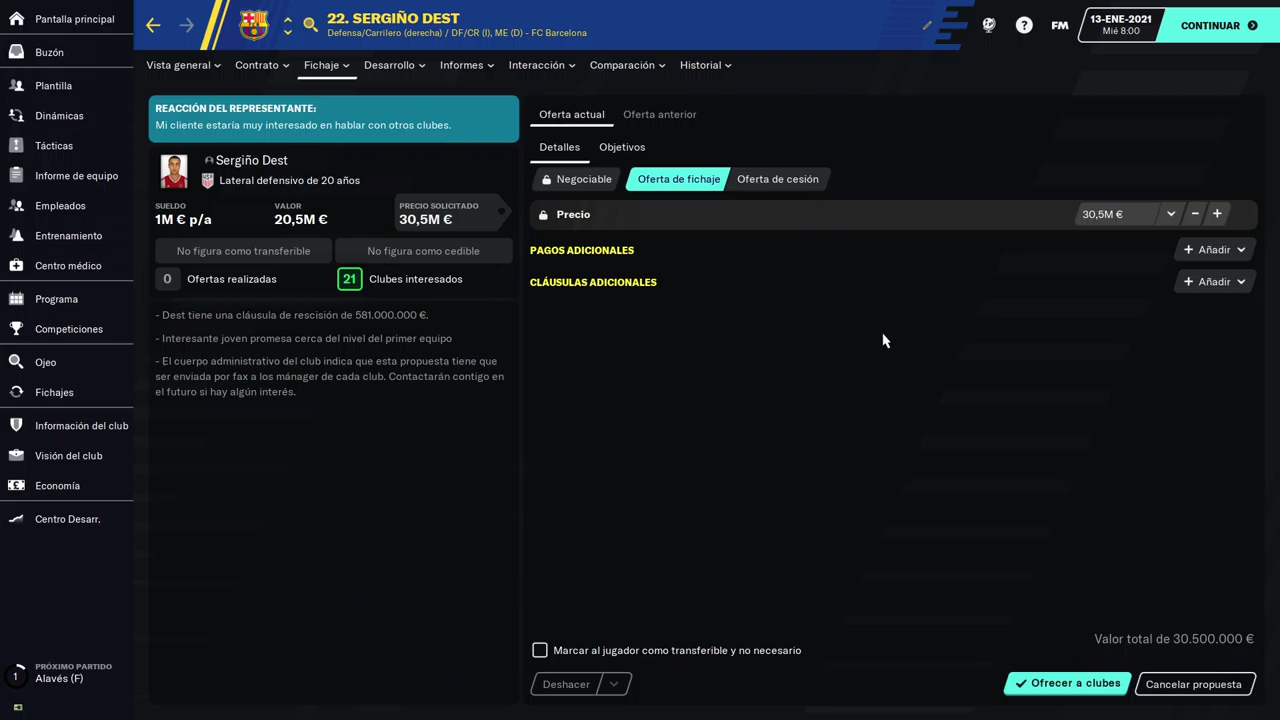 Pantalla principal
Buzón
Plantilla
Dinámicas
Tácticas
Informe de equipo
Empleados
Entrenamiento
Centro médico
Programa
Competiciones
Ojeo
Fichajes
Información del club
Visión del club
Economía
Centro Desarr.
1
PRÓXIMO PARTIDO
Alavés (F)
22. SERGIÑO DEST
Defensa/Carrilero (derecha) / DF/CR (I), ME (D) - FC Barcelona
FM
13-ENE-2021
Mié 8:00
CONTINUAR
Vista general Contrato Fichaje Desarrollo Informes Interacción Comparación Historial
REACCIÓN DEL REPRESENTANTE:
Mi cliente estaría muy interesado en hablar con otros clubes.
Sergiño Dest
Lateral defensivo de 20 años
SUELDO VALOR PRECIO SOLICITADO
1M € p/a 20,5M € 30,5M €
No figura como transferible No figura como cedible
0 Ofertas realizadas 21 Clubes interesados
- Dest tiene una cláusula de rescisión de 581.000.000 €.
- Interesante joven promesa cerca del nivel del primer equipo
- El cuerpo administrativo del club indica que esta propuesta tiene que
ser enviada por fax a los mánager de cada club. Contactarán contigo en
el futuro si hay algún interés.
Oferta actual Oferta anterior
Detalles Objetivos
Negociable Oferta de fichaje Oferta de cesión
Precio 30,5M € - +
PAGOS ADICIONALES + Añadir
CLÁUSULAS ADICIONALES + Añadir
Valor total de 30.500.000 €
Marcar al jugador como transferible y no necesario
Deshacer Ofrecer a clubes Cancelar propuesta